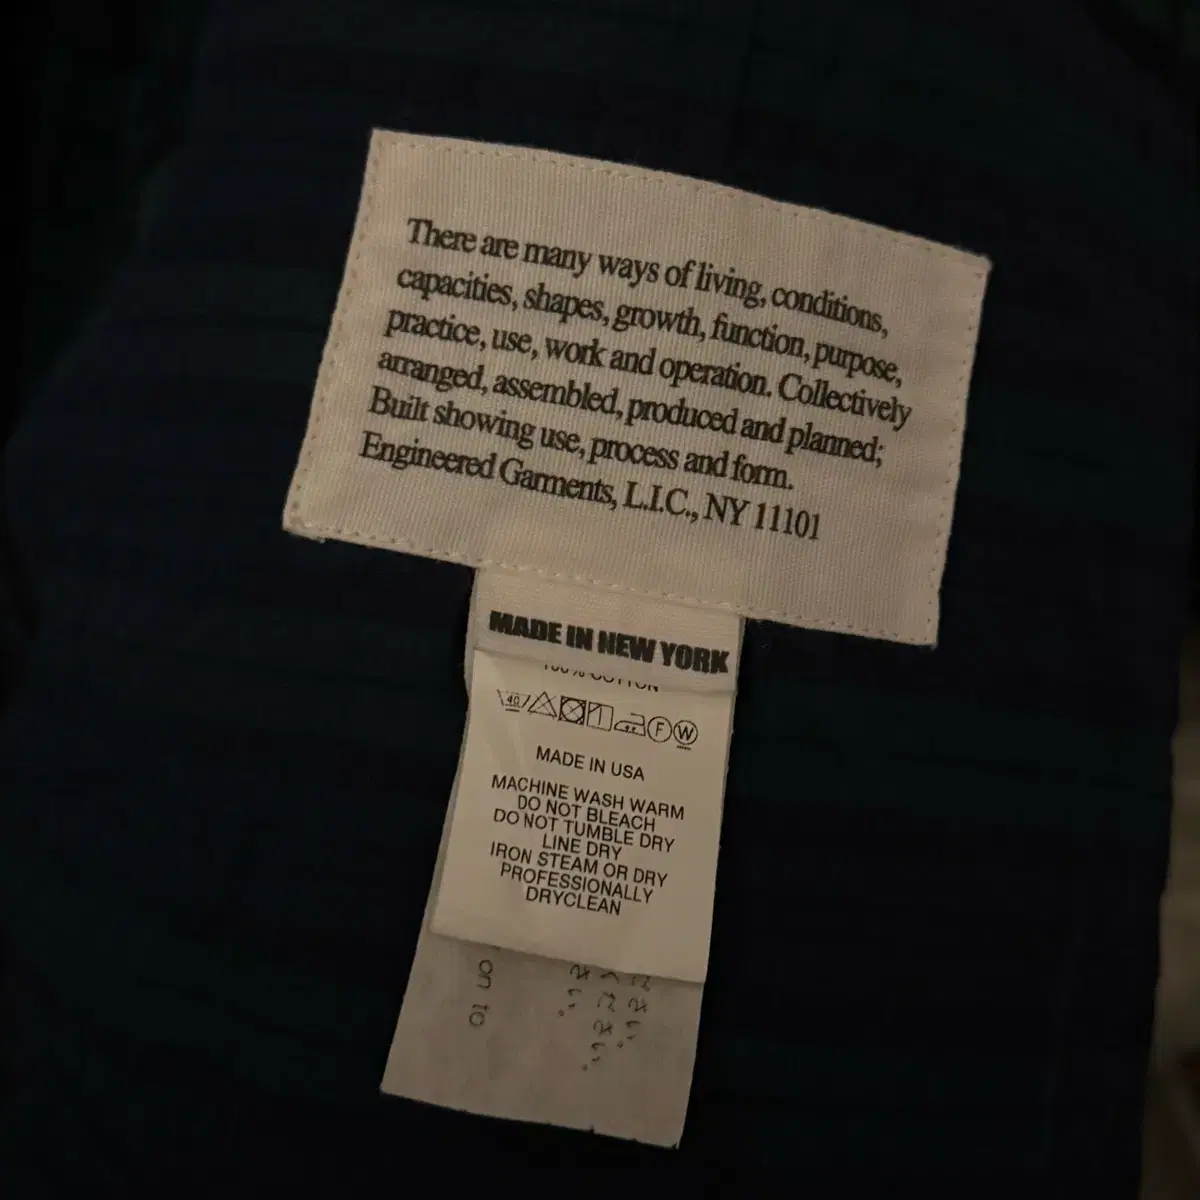 There are many ways of living, conditions,
capacities, shapes, growth, function, purpose,
practice, use, work and operation. Collectively
arranged, assembled, produced and planned;
Built showing use, process and form.
Engineered Garments, L.I.C., NY 11101
MADE IN NEW YORK
100% COTTON
40 F W
MADE IN USA
MACHINE WASH WARM
DO NOT BLEACH
DO NOT TUMBLE DRY
LINE DRY
IRON STEAM OR DRY
PROFESSIONALLY
DRYCLEAN